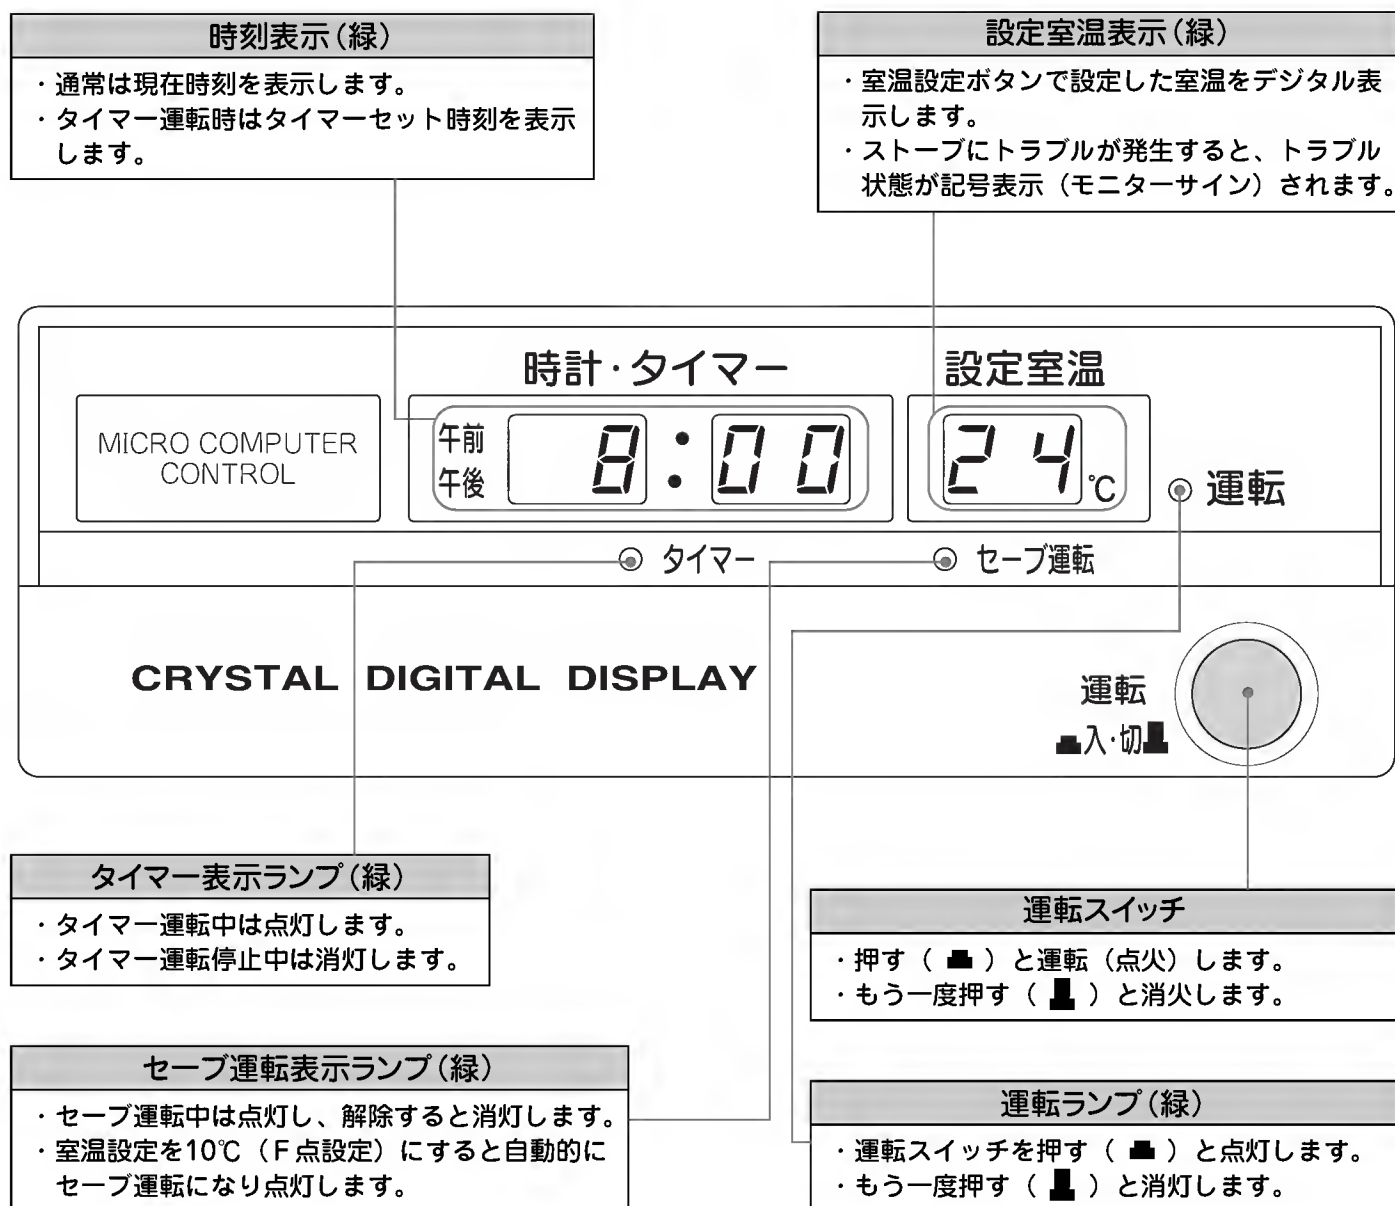 時刻表示(緑)
・通常は現在時刻を表示します。
・タイマー運転時はタイマーセット時刻を表示
します。
設定室温表示(緑)
・室温設定ボタンで設定した室温をデジタル表
示します。
・ストーブにトラブルが発生すると、トラブル
状態が記号表示（モニターサイン）されます。
時計・タイマー
設定室温
MICRO COMPUTER
CONTROL
午前
午後
8:00
24℃
運転
タイマー
セーブ運転
CRYSTAL DIGITAL DISPLAY
運転
入・切
タイマー表示ランプ(緑)
・タイマー運転中は点灯します。
・タイマー運転停止中は消灯します。
運転スイッチ
・押す（ ）と運転（点火）します。
・もう一度押す（ ）と消火します。
セーブ運転表示ランプ(緑)
・セーブ運転中は点灯し、解除すると消灯します。
・室温設定を10℃（F点設定）にすると自動的に
セーブ運転になり点灯します。
運転ランプ(緑)
・運転スイッチを押す（ ）と点灯します。
・もう一度押す（ ）と消灯します。